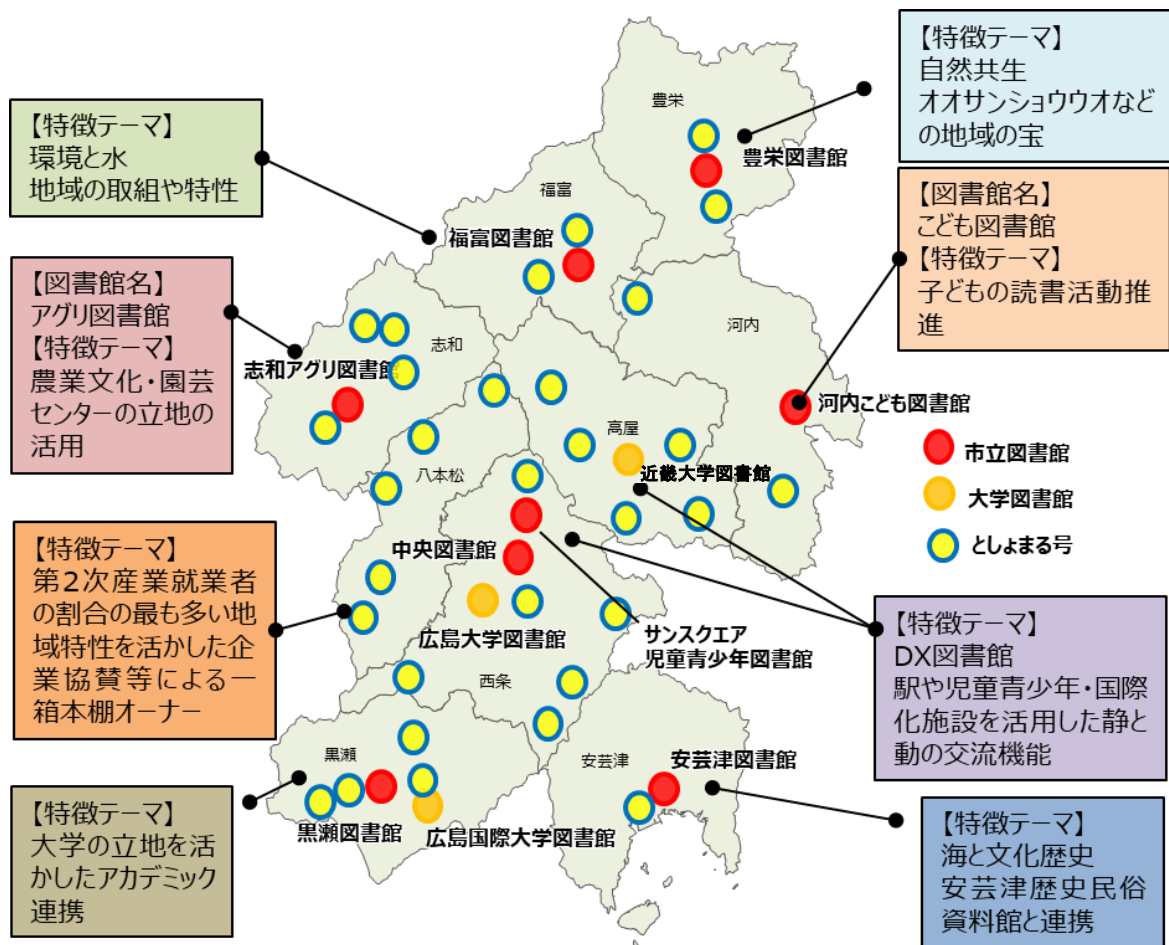 【特徴テーマ】
自然共生
オオサンショウウオなど
の地域の宝
【特徴テーマ】
環境と水
地域の取組や特性
豊栄
豊栄図書館
【図書館名】
こども図書館
【特徴テーマ】
子どもの読書活動推
進
福富
福富図書館
【図書館名】
アグリ図書館
【特徴テーマ】
農業文化・園芸
センターの立地の
活用
志和
志和アグリ図書館
河内
河内こども図書館
高屋
近畿大学図書館
市立図書館
大学図書館
としょまる号
八本松
【特徴テーマ】
第2次産業就業者
の割合の最も多い地
域特性を活かした企
業協賛等による一
箱本棚オーナー
中央図書館
広島大学図書館
サンスクエア
児童青少年図書館
西条
【特徴テーマ】
DX図書館
駅や児童青少年・国際
化施設を活用した静と
動の交流機能
黒瀬
黒瀬図書館
広島国際大学図書館
安芸津
安芸津図書館
【特徴テーマ】
大学の立地を活
かしたアカデミック
連携
【特徴テーマ】
海と文化歴史
安芸津歴史民俗
資料館と連携